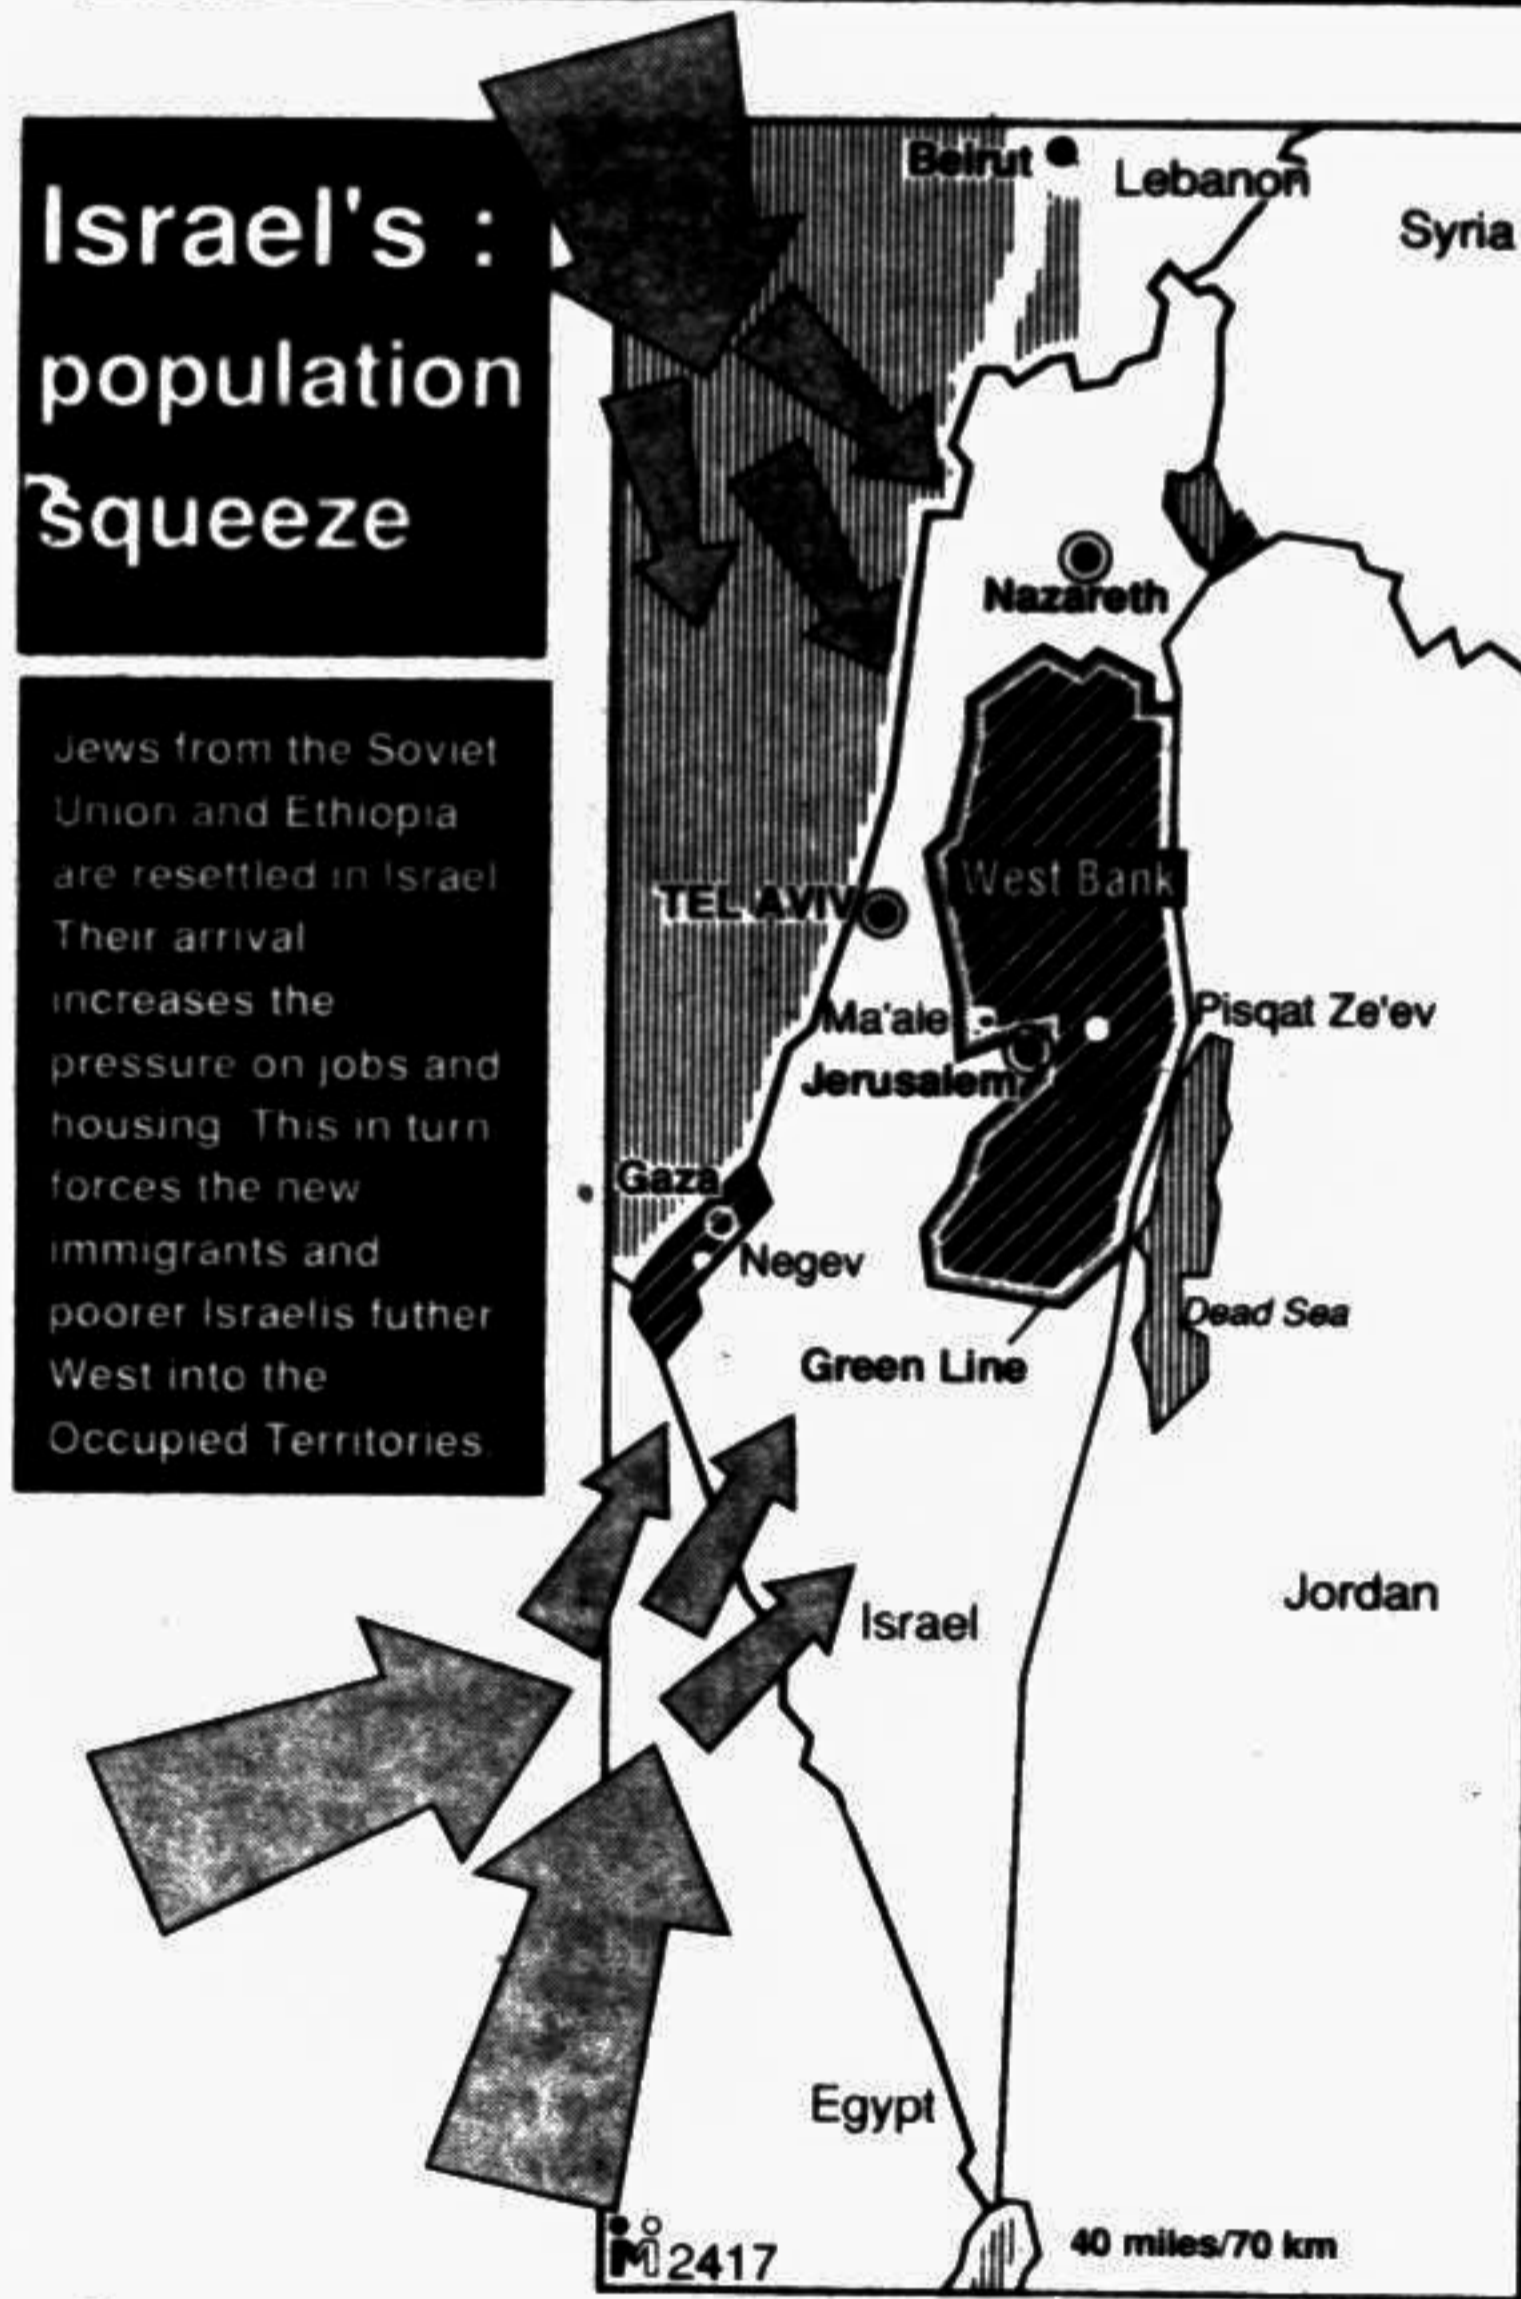 Israel's :
population
squeeze
Jews from the Soviet
Union and Ethiopia
are resettled in Israel
Their arrival
increases the
pressure on jobs and
housing. This in turn
forces the new
immigrants and
poorer Israelis futher
West into the
Occupied Territories.
Beirut
Lebanon
Syria
Nazareth
West Bank
TEL AVIV
Ma'ale
Pisqat Ze'ev
Jerusalem
Gaza
Negev
Dead Sea
Green Line
Israel
Jordan
Egypt
40 miles/70 km
2417